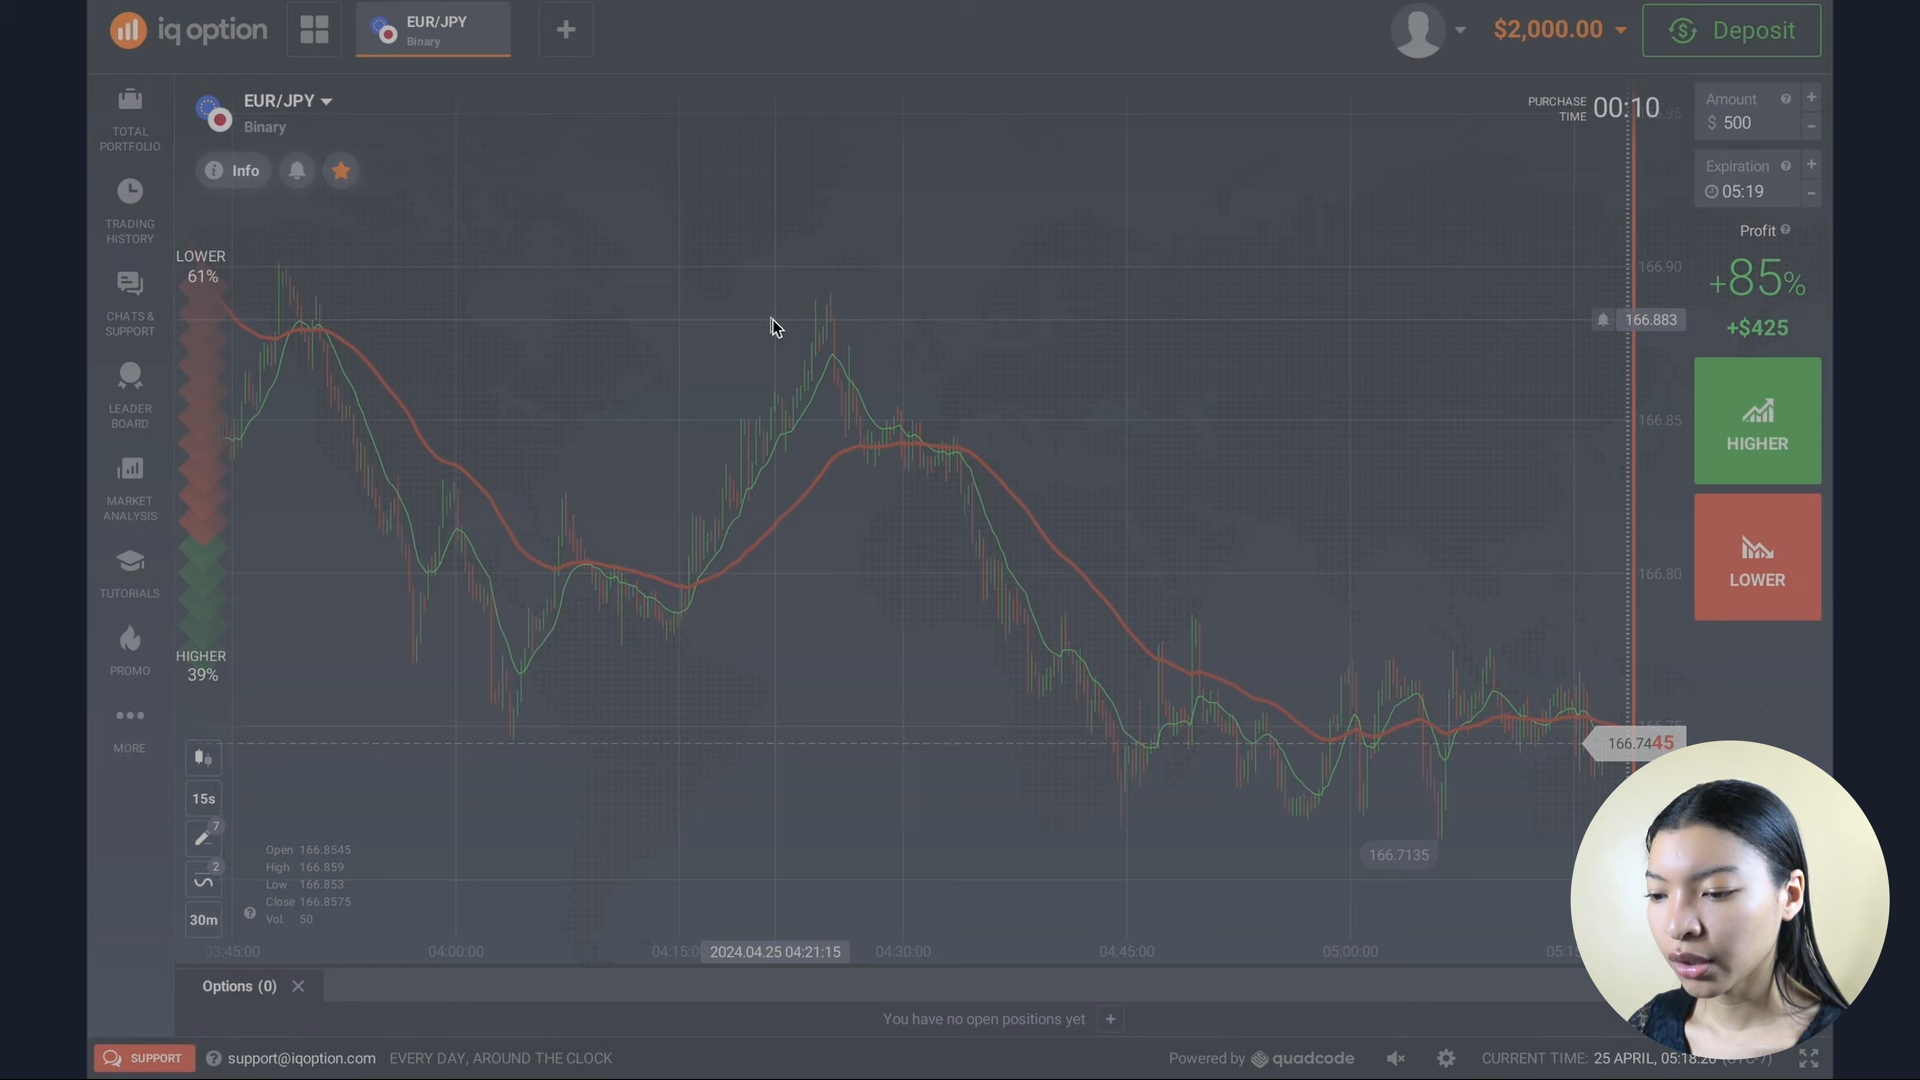 iq option
EUR/JPY
Binary
$2,000.00
Deposit
TOTAL
PORTFOLIO
TRADING
HISTORY
CHATS &
SUPPORT
LEADER
BOARD
MARKET
ANALYSIS
TUTORIALS
PROMO
MORE
EUR/JPY
Binary
Info
LOWER
61%
HIGHER
39%
PURCHASE
TIME
00:10
166.90
166.883
166.85
166.80
166.7445
166.7135
15s
7
2
30m
Open 166.8545
High 166.859
Low 166.853
Close 166.8575
Vol. 50
03:45:00
04:00:00
2024.04.25 04:21:15
04:30:00
04:45:00
05:00:00
Amount
$ 500
Expiration
05:19
Profit
+85%
+$425
HIGHER
LOWER
Options (0)
You have no open positions yet
SUPPORT
support@iqoption.com
EVERY DAY, AROUND THE CLOCK
Powered by quadcode
CURRENT TIME: 25 APRIL,